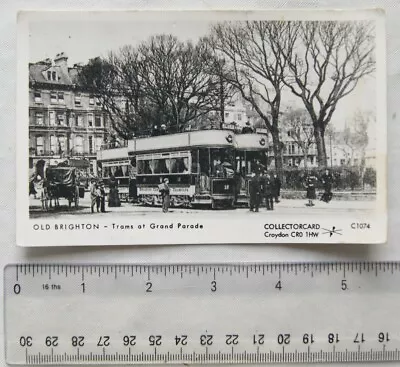 OLD BRIGHTON - Trams at Grand Parade
COLLECTORCARD
Croydon CR0 1HW
C1074
0 16 ths 1 2 3 4 5
30 29 28 27 26 25 24 23 22 21 20 19 18 17 16